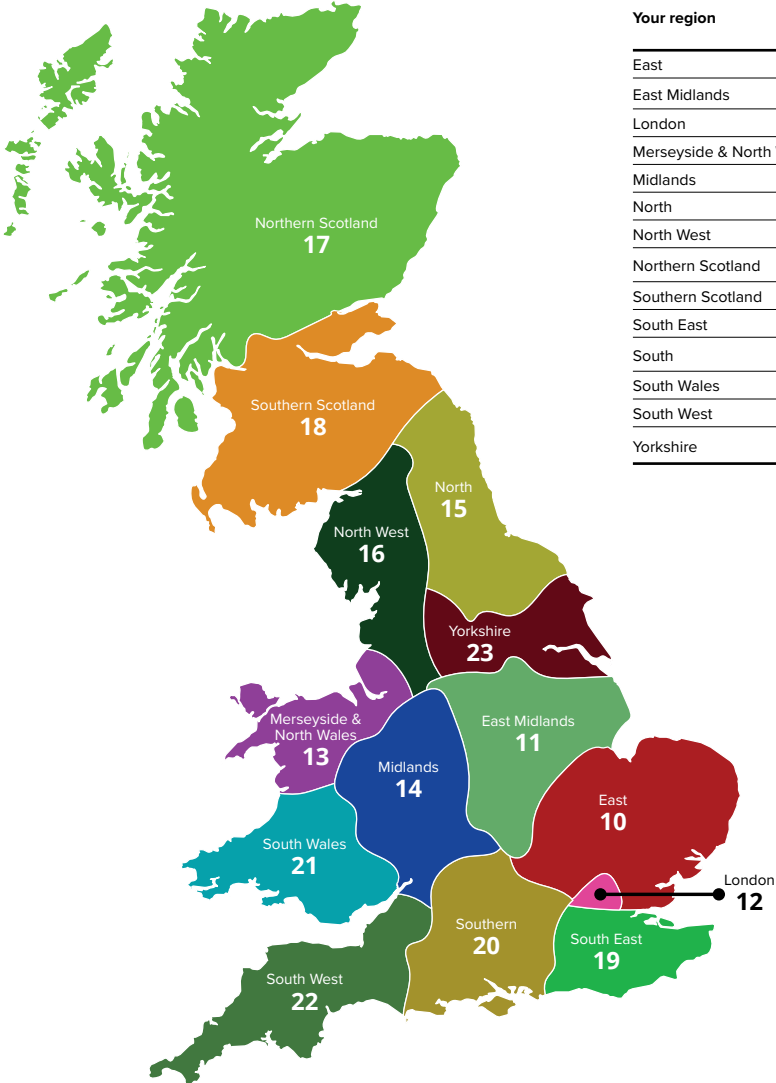 Your region
East
East Midlands
London
Merseyside & North
Midlands
North
North West
Northern Scotland
Southern Scotland
South East
South
South Wales
South West
Yorkshire
Northern Scotland
17
Southern Scotland
18
North
15
North West
16
Yorkshire
23
Merseyside &
North Wales
13
East Midlands
11
Midlands
14
East
10
South Wales
21
London
12
Southern
20
South East
19
South West
22